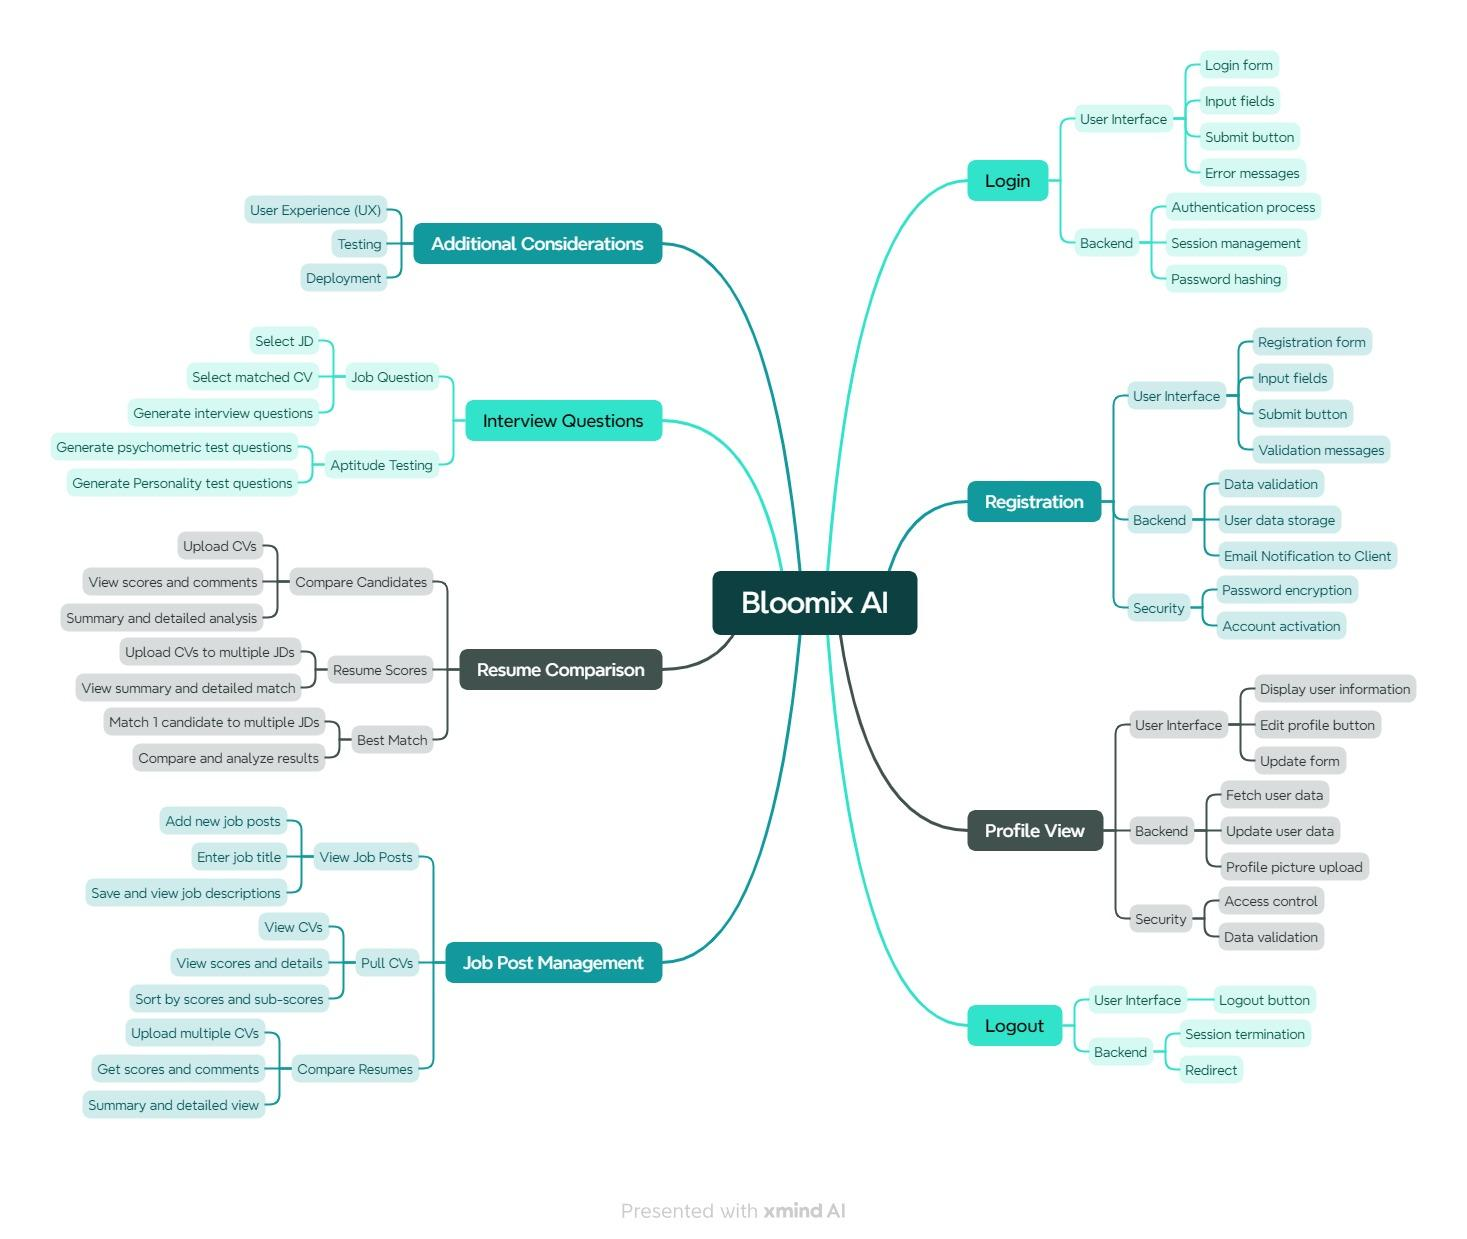 Bloomix AI
Login
User Interface
Login form
Input fields
Submit button
Error messages
Backend
Authentication process
Session management
Password hashing
Registration
User Interface
Registration form
Input fields
Submit button
Validation messages
Backend
Data validation
User data storage
Email Notification to Client
Security
Password encryption
Account activation
Profile View
User Interface
Display user information
Edit profile button
Update form
Backend
Fetch user data
Update user data
Profile picture upload
Security
Access control
Data validation
Logout
User Interface
Logout button
Backend
Session termination
Redirect
Additional Considerations
User Experience (UX)
Testing
Deployment
Interview Questions
Job Question
Select JD
Select matched CV
Generate interview questions
Aptitude Testing
Generate psychometric test questions
Generate Personality test questions
Resume Comparison
Compare Candidates
Upload CVs
View scores and comments
Summary and detailed analysis
Resume Scores
Upload CVs to multiple JDs
View summary and detailed match
Best Match
Match 1 candidate to multiple JDs
Compare and analyze results
Job Post Management
View Job Posts
Add new job posts
Enter job title
Save and view job descriptions
Pull CVs
View CVs
View scores and details
Sort by scores and sub-scores
Compare Resumes
Upload multiple CVs
Get scores and comments
Summary and detailed view
Presented with xmind AI